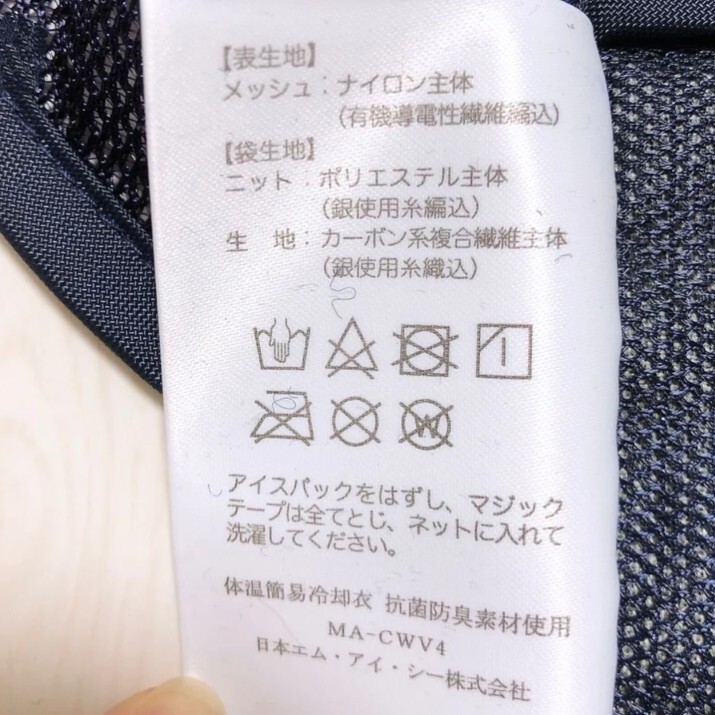 【表生地】
メッシュ：ナイロン主体
（有機導電性繊維編込）
【袋生地】
ニット：ポリエステル主体
（銀使用糸編込）
生　地：カーボン系複合繊維主体
（銀使用糸織込）
W
アイスパックをはずし、マジック
テープは全てとじ、ネットに入れて
洗濯してください。
体温簡易冷却衣 抗菌防臭素材使用
MA-CWV4
日本エム・アイ・シー株式会社